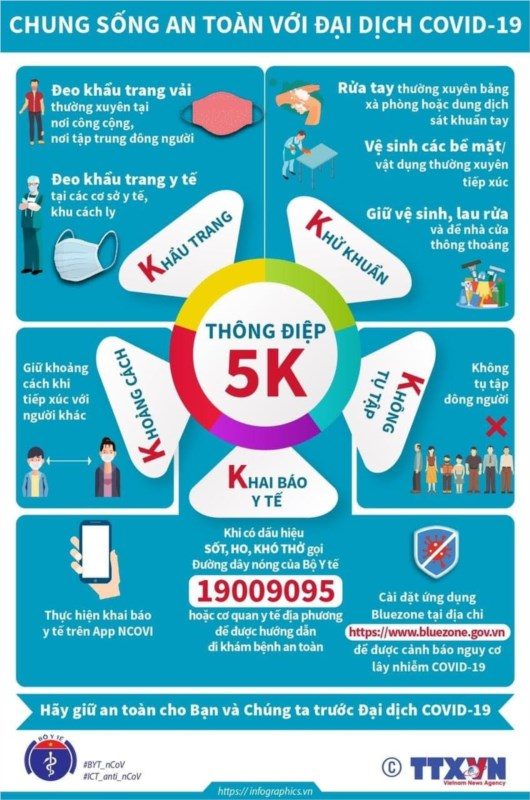 CHUNG SỐNG AN TOÀN VỚI ĐẠI DỊCH COVID-19
Đeo khẩu trang vải
thường xuyên tại
nơi công cộng,
nơi tập trung đông người
Đeo khẩu trang y tế
tại các cơ sở y tế,
khu cách ly
KHẨU TRANG
Rửa tay thường xuyên bằng
xà phòng hoặc dung dịch
sát khuẩn tay
Vệ sinh các bề mặt/
vật dụng thường xuyên
tiếp xúc
Giữ vệ sinh, lau rửa
và để nhà cửa
thông thoáng
KHỬ KHUẨN
THÔNG ĐIỆP
5K
Giữ khoảng
cách khi
tiếp xúc với
người khác
KHOẢNG CÁCH
KHÔNG
TỤ TẬP
Không
tụ tập
đông người
KHAI BÁO
Y TẾ
Thực hiện khai báo
y tế trên App NCOVI
Khi có dấu hiệu
SỐT, HO, KHÓ THỞ gọi
Đường dây nóng của Bộ Y tế
19009095
hoặc cơ quan y tế địa phương
để được hướng dẫn
đi khám bệnh an toàn
Cài đặt ứng dụng
Bluezone tại địa chỉ
https://www.bluezone.gov.vn
để được cảnh báo nguy cơ
lây nhiễm COVID-19
Hãy giữ an toàn cho Bạn và Chúng ta trước Đại dịch COVID-19
BỘ Y TẾ
#BYT_nCoV
#ICT_anti_nCoV
© TTXVN
Vietnam News Agency
https://infographics.vn